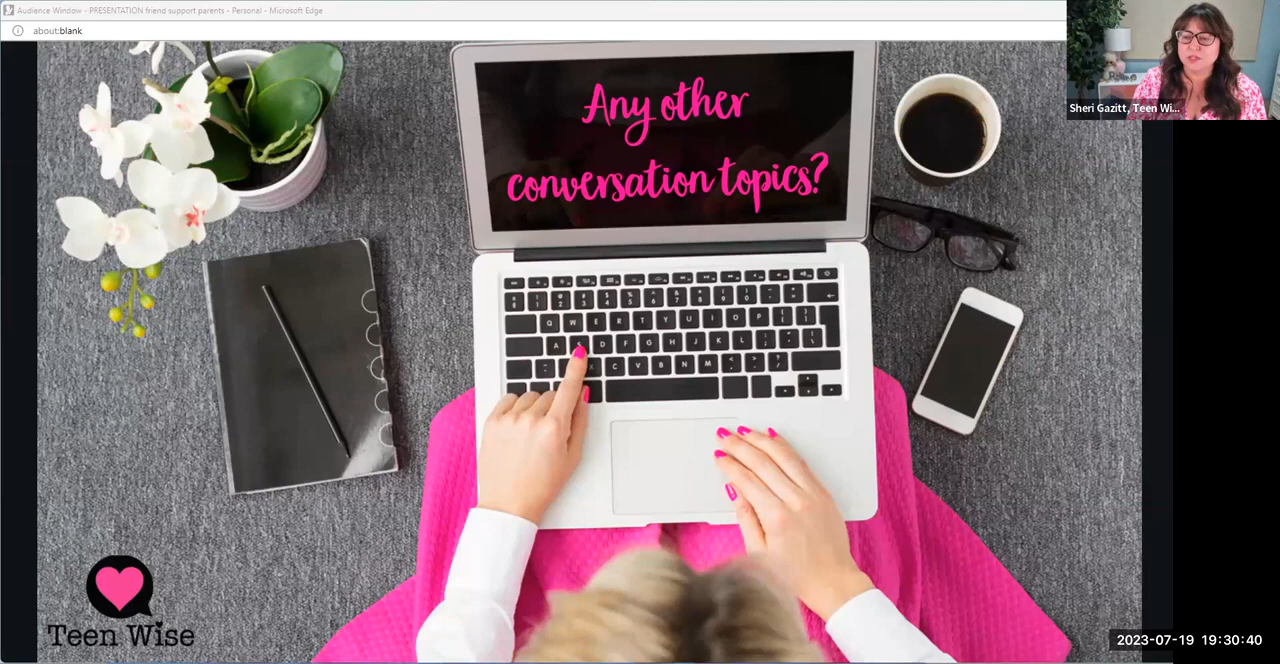 Audience Window - PRESENTATION friend support parents - Personal - Microsoft Edge
about:blank
Sheri Gazitt, Teen Wi...
Any other
conversation topics?
Q W E R T Y U I O P
A S D F G H J K L
X C V B N M
Teen Wise
2023-07-19 19:30:40